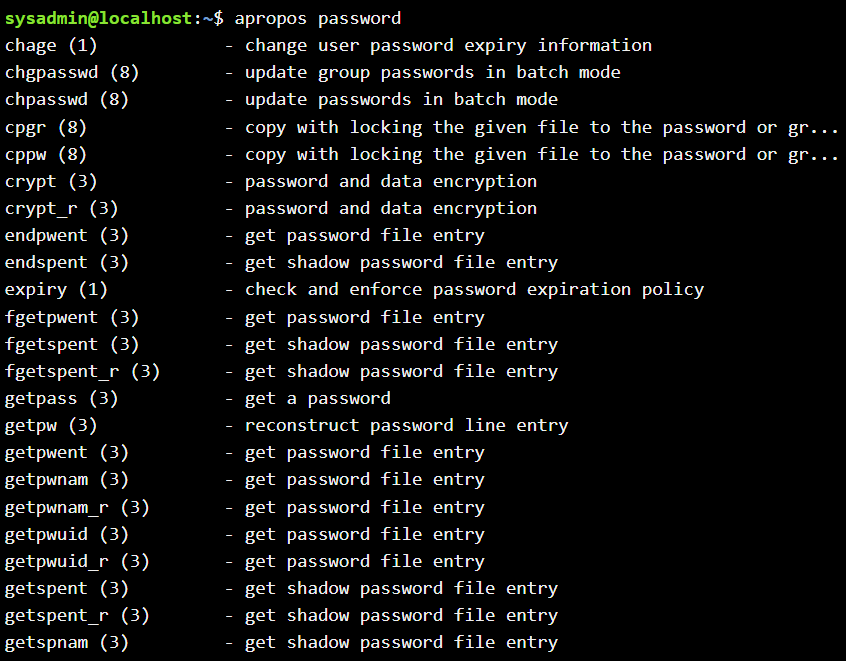 sysadmin@localhost:~$ apropos password
chage (1)            - change user password expiry information
chgpasswd (8)        - update group passwords in batch mode
chpasswd (8)         - update passwords in batch mode
cpgr (8)             - copy with locking the given file to the password or gr...
cppw (8)             - copy with locking the given file to the password or gr...
crypt (3)            - password and data encryption
crypt_r (3)          - password and data encryption
endpwent (3)         - get password file entry
endspent (3)         - get shadow password file entry
expiry (1)           - check and enforce password expiration policy
fgetpwent (3)        - get password file entry
fgetspent (3)        - get shadow password file entry
fgetspent_r (3)      - get shadow password file entry
getpass (3)          - get a password
getpw (3)            - reconstruct password line entry
getpwent (3)         - get password file entry
getpwnam (3)         - get password file entry
getpwnam_r (3)       - get password file entry
getpwuid (3)         - get password file entry
getpwuid_r (3)       - get password file entry
getspent (3)         - get shadow password file entry
getspent_r (3)       - get shadow password file entry
getspnam (3)         - get shadow password file entry